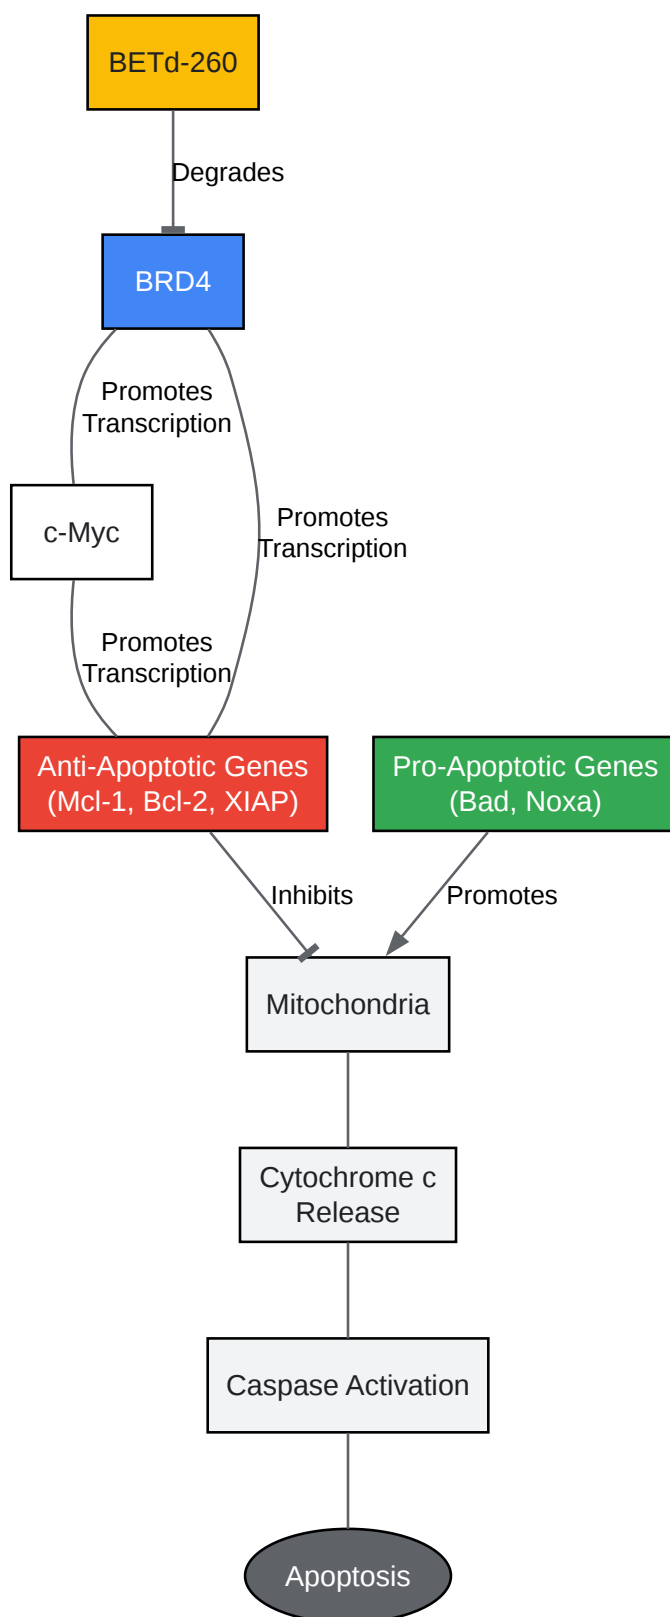 BETd-260
Degrades
BRD4
Promotes
Transcription
Promotes
Transcription
c-Myc
Promotes
Transcription
Anti-Apoptotic Genes
(Mcl-1, Bcl-2, XIAP)
Pro-Apoptotic Genes
(Bad, Noxa)
Inhibits
Promotes
Mitochondria
Cytochrome c
Release
Caspase Activation
Apoptosis